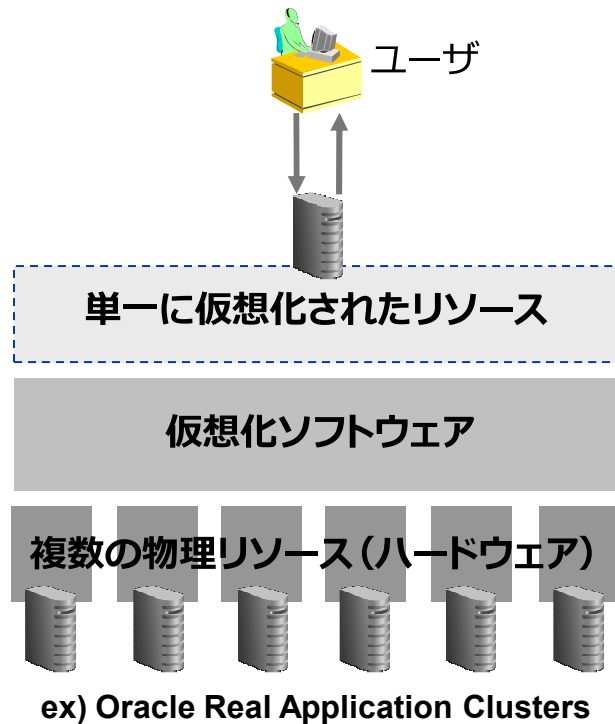 ユーザ
単一に仮想化されたリソース
仮想化ソフトウェア
複数の物理リソース（ハードウェア）
ex) Oracle Real Application Clusters